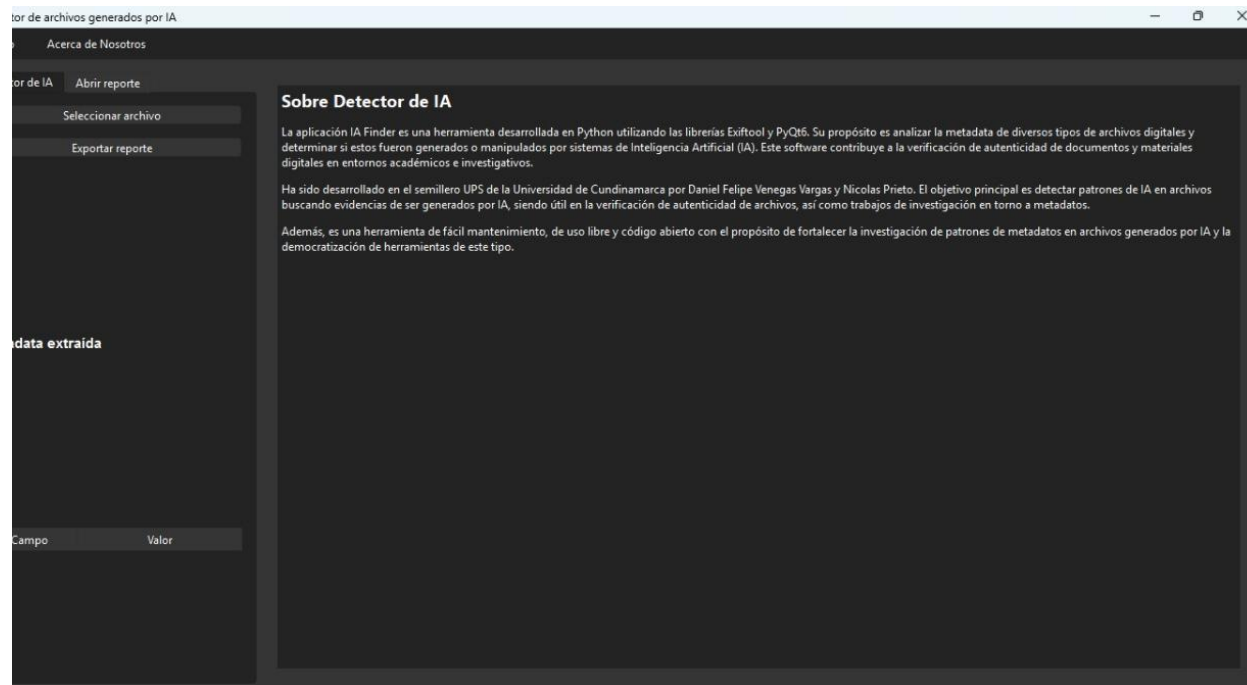 tor de archivos generados por IA
Acerca de Nosotros
tor de IA
Abrir reporte
Seleccionar archivo
Exportar reporte
data extraida
Campo
Valor
Sobre Detector de IA
La aplicación IA Finder es una herramienta desarrollada en Python utilizando las librerías Exiftool y PyQt6. Su propósito es analizar la metadata de diversos tipos de archivos digitales y
determinar si estos fueron generados o manipulados por sistemas de Inteligencia Artificial (IA). Este software contribuye a la verificación de autenticidad de documentos y materiales
digitales en entornos académicos e investigativos.
Ha sido desarrollado en el semillero UPS de la Universidad de Cundinamarca por Daniel Felipe Venegas Vargas y Nicolas Prieto. El objetivo principal es detectar patrones de IA en archivos
buscando evidencias de ser generados por IA, siendo útil en la verificación de autenticidad de archivos, así como trabajos de investigación en torno a metadatos.
Además, es una herramienta de fácil mantenimiento, de uso libre y código abierto con el propósito de fortalecer la investigación de patrones de metadatos en archivos generados por IA y la
democratización de herramientas de este tipo.